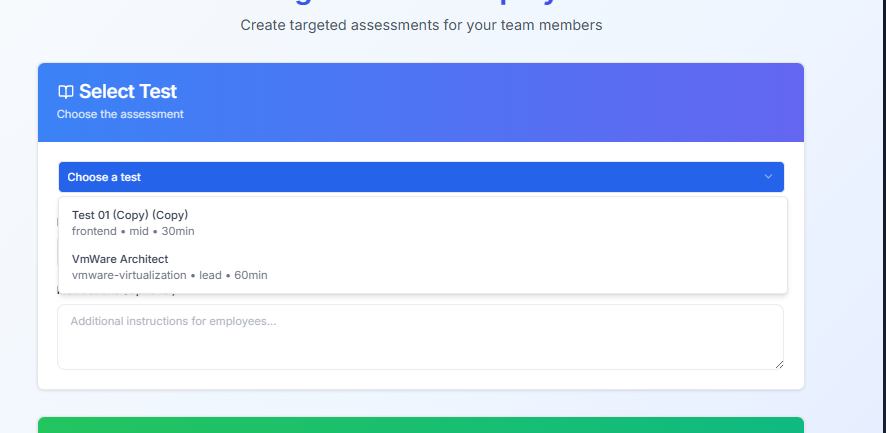 Create targeted assessments for your team members
Select Test
Choose the assessment
Choose a test
Test 01 (Copy) (Copy)
frontend • mid • 30min
VmWare Architect
vmware-virtualization • lead • 60min
Additional instructions for employees...